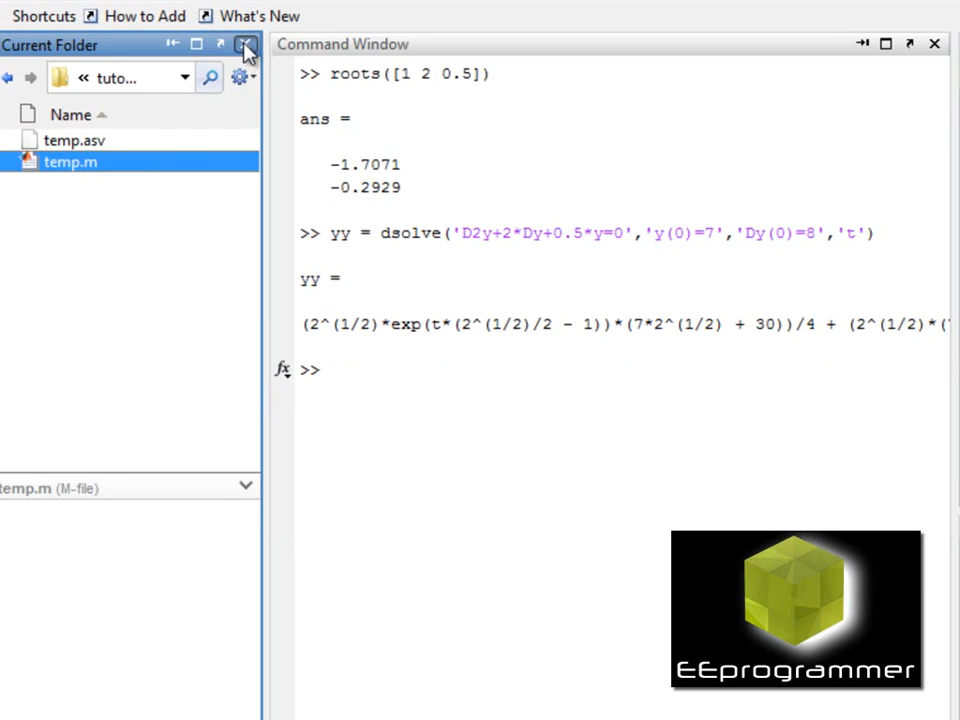 Shortcuts How to Add What's New
Current Folder
« tuto...
Name
temp.asv
temp.m
temp.m (M-file)
Command Window
>> roots([1 2 0.5])
ans =
-1.7071
-0.2929
>> yy = dsolve('D2y+2*Dy+0.5*y=0','y(0)=7','Dy(0)=8','t')
yy =
(2^(1/2)*exp(t*(2^(1/2)/2 - 1))*(7*2^(1/2) + 30))/4 + (2^(1/2)*(
fx >>
EEprogrammer